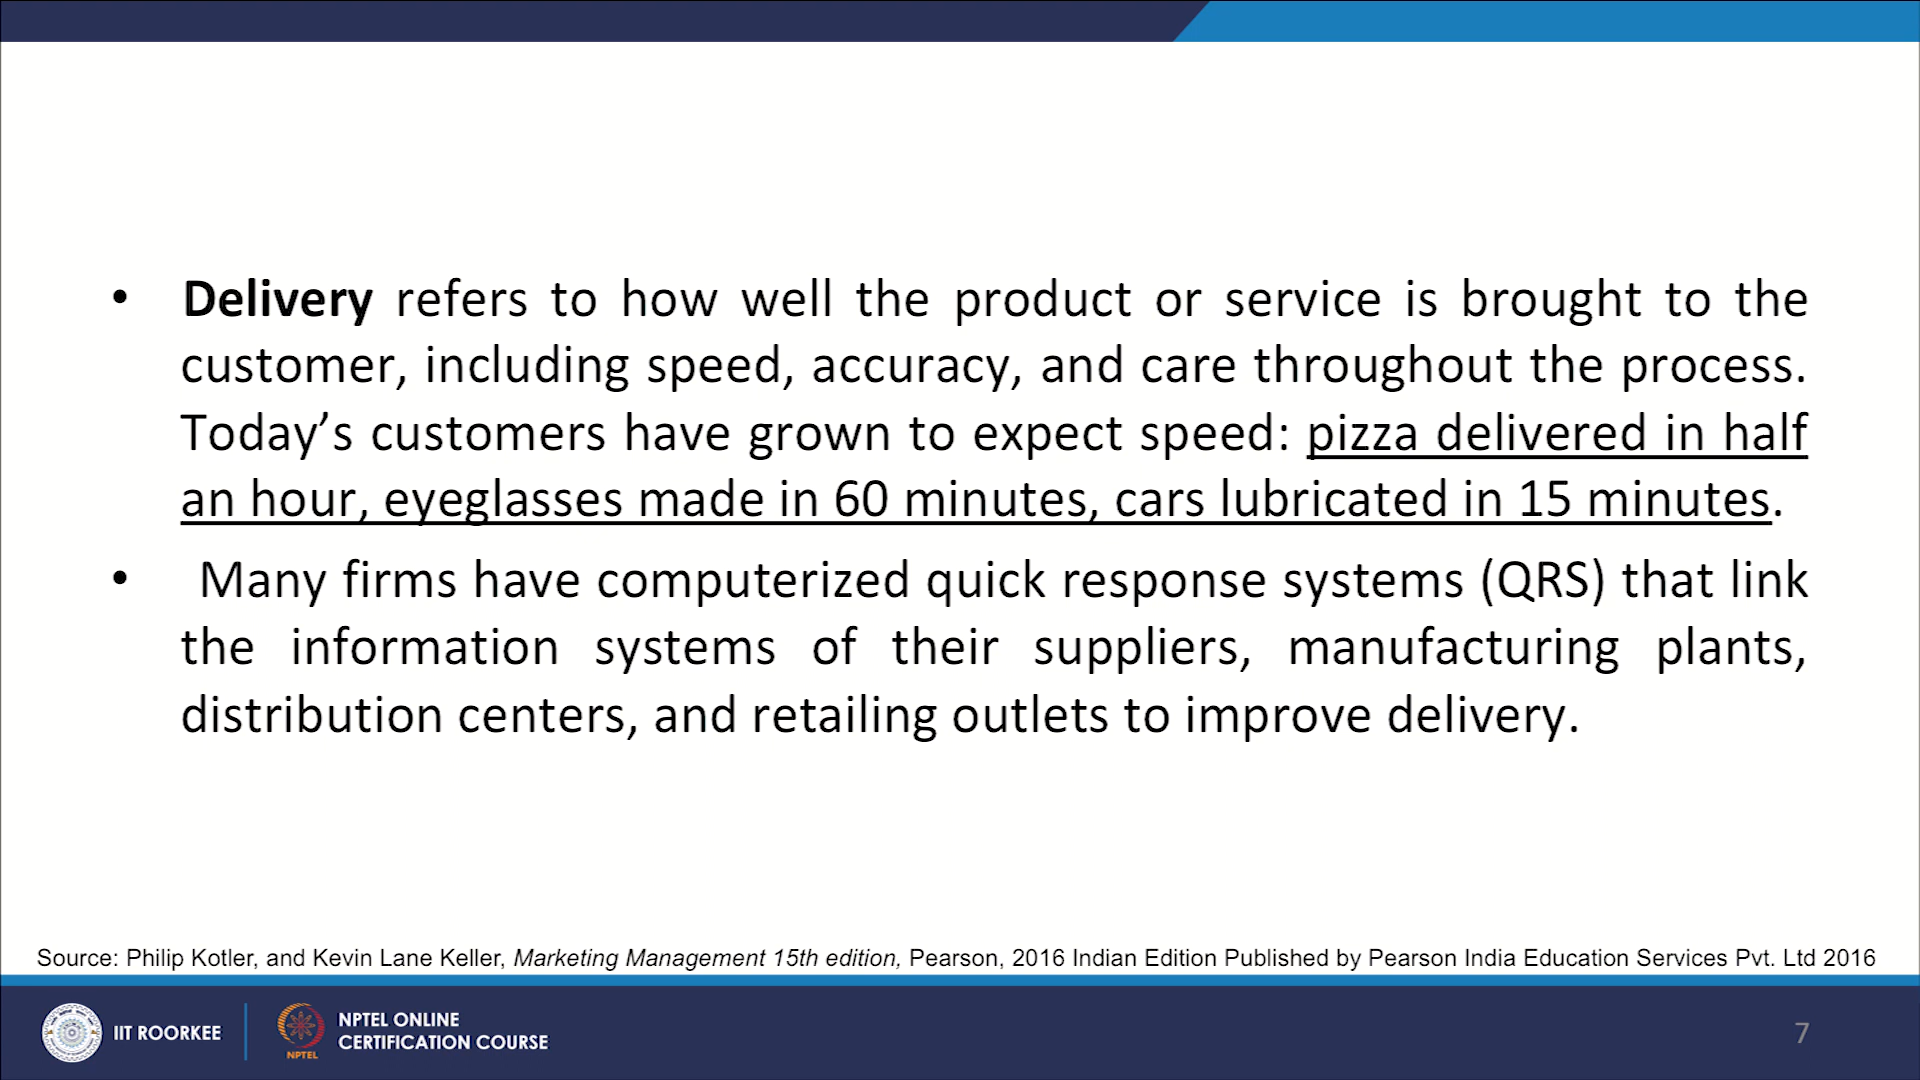 • Delivery refers to how well the product or service is brought to the
customer, including speed, accuracy, and care throughout the process.
Today’s customers have grown to expect speed: pizza delivered in half
an hour, eyeglasses made in 60 minutes, cars lubricated in 15 minutes.
• Many firms have computerized quick response systems (QRS) that link
the information systems of their suppliers, manufacturing plants,
distribution centers, and retailing outlets to improve delivery.
Source: Philip Kotler, and Kevin Lane Keller, Marketing Management 15th edition, Pearson, 2016 Indian Edition Published by Pearson India Education Services Pvt. Ltd 2016
IIT ROORKEE
NPTEL
NPTEL ONLINE
CERTIFICATION COURSE
7